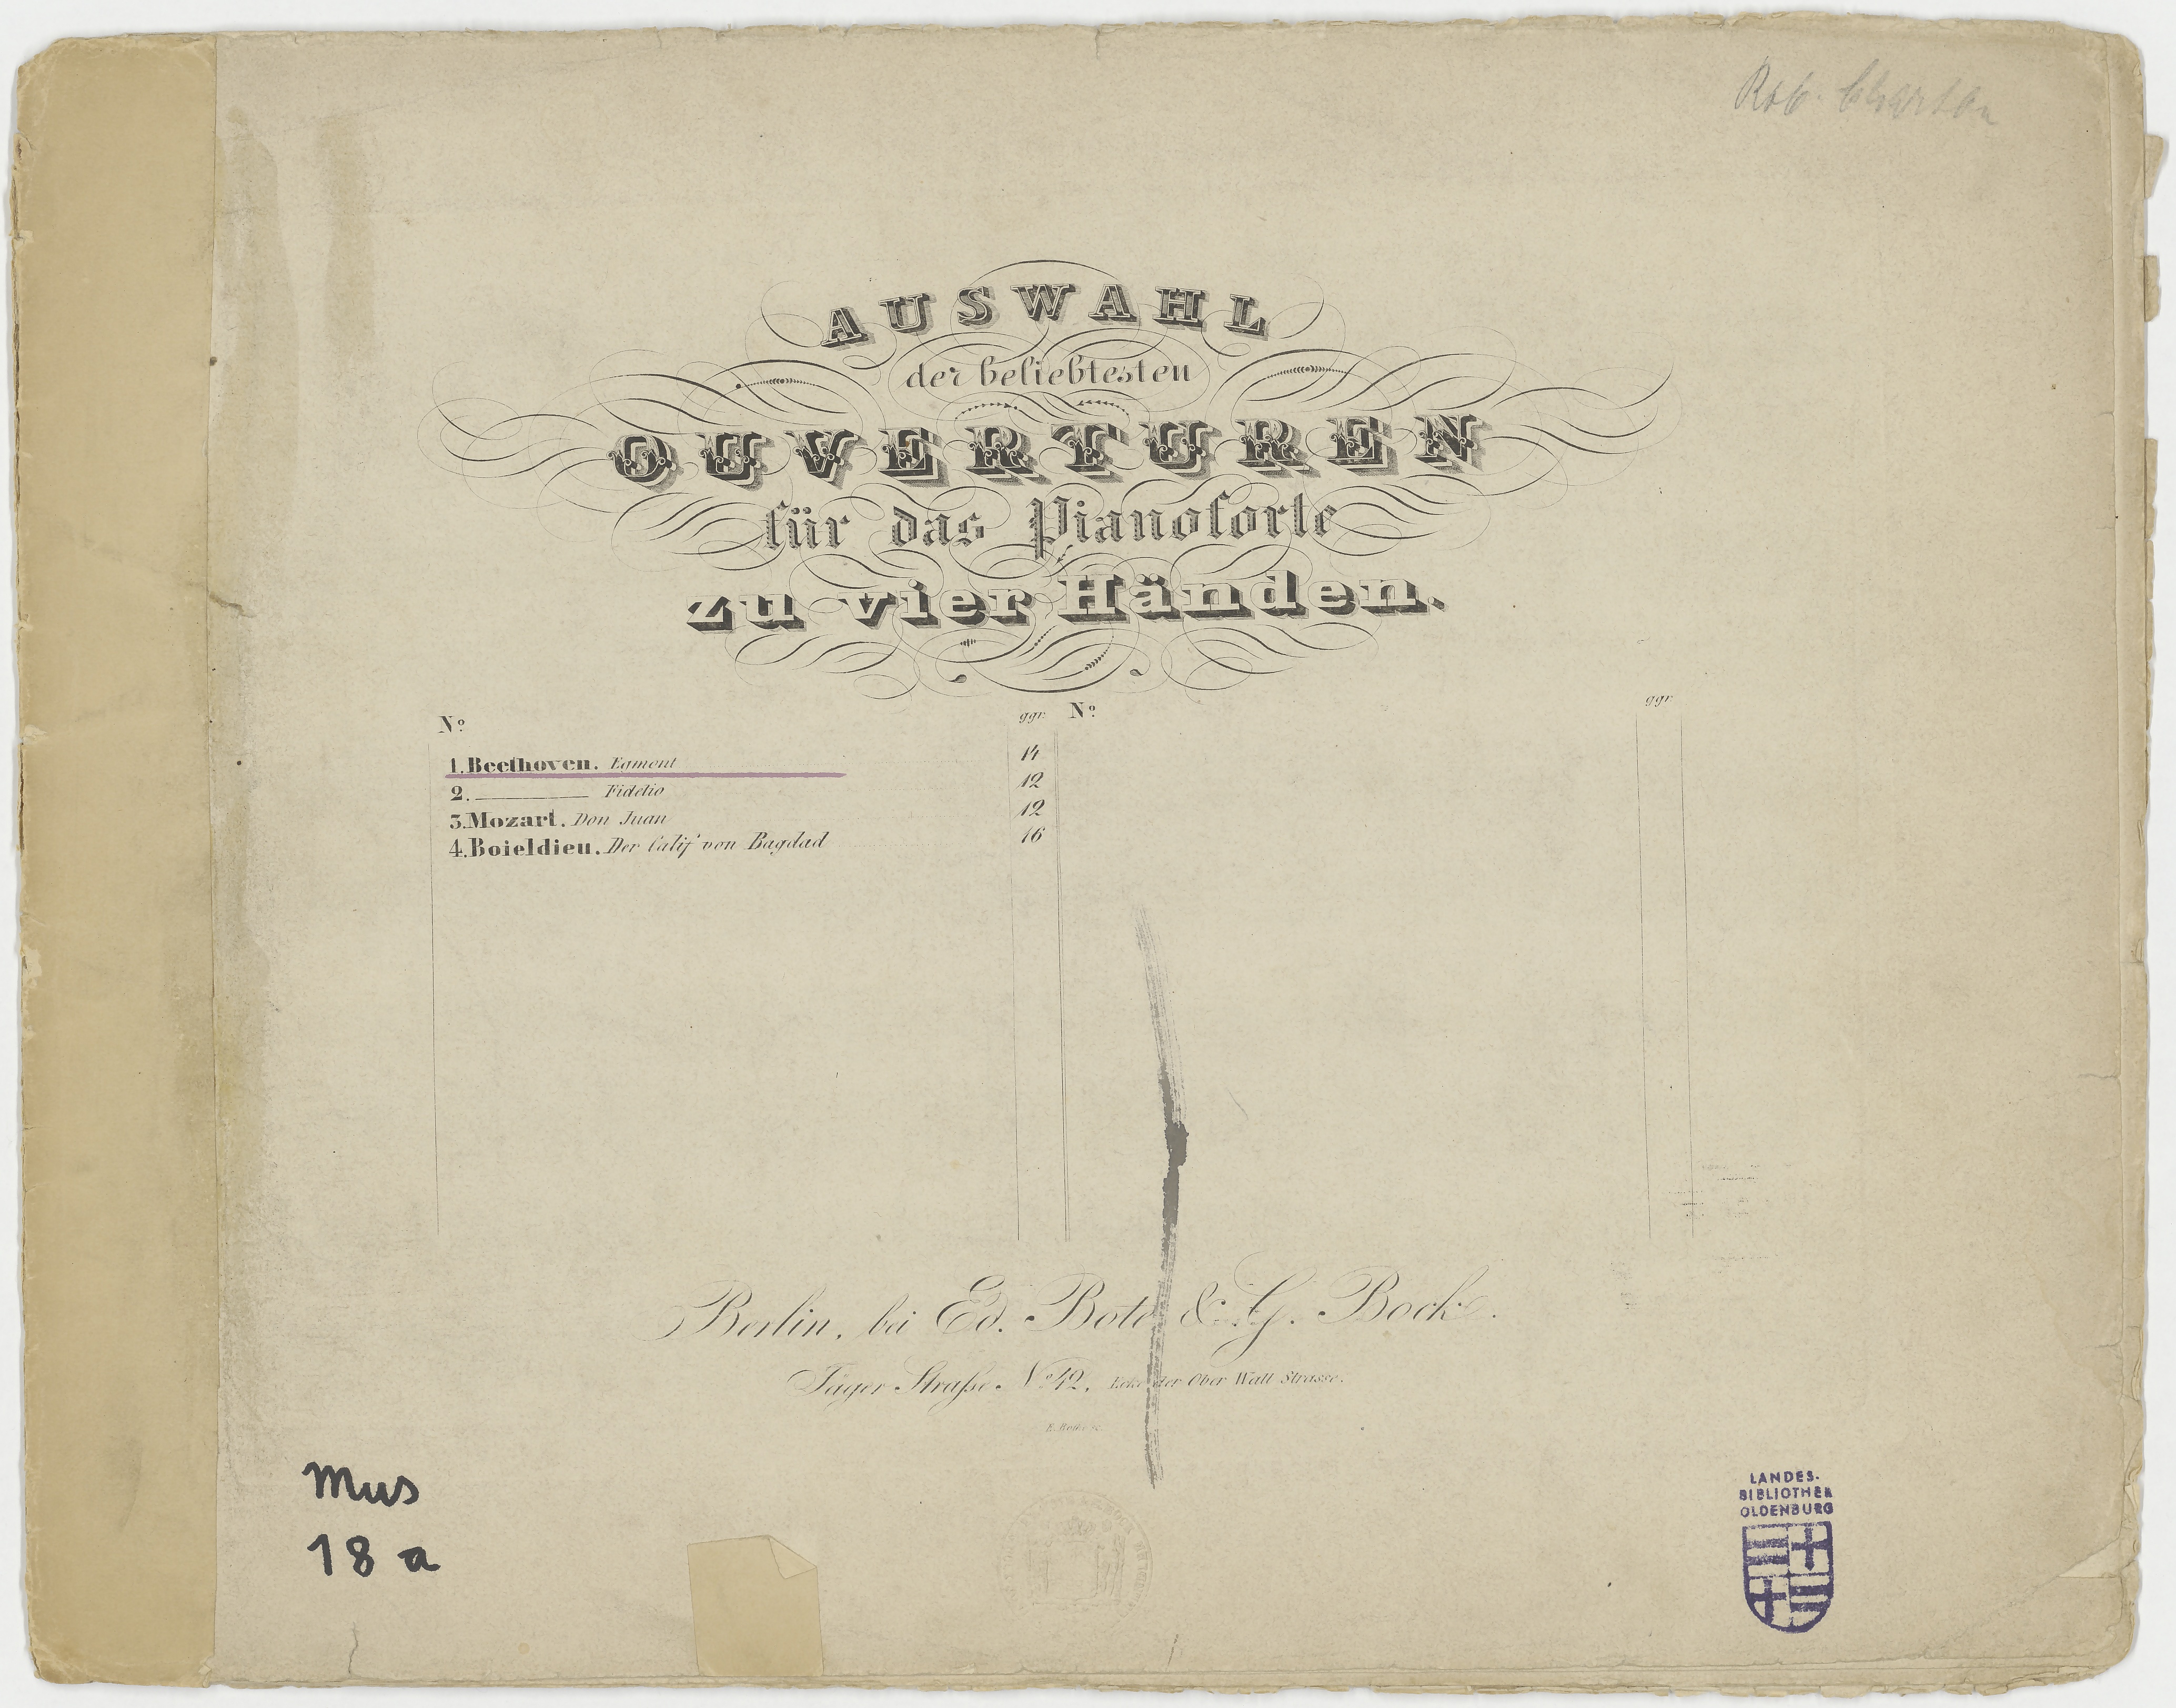 AUSWAHL
der beliebtesten
OUVERTUREN
für das Pianoforte
zu vier Händen.
No ggr. No ggr.
1. Beethoven. Egmont 14
2. ——— Fidelio 12
3. Mozart. Don Juan 12
4. Boieldieu. Der Calif von Bagdad 16
Berlin, bei Ed. Bote & G. Bock.
Jäger Straße No 42, Ecke der Ober Wall Strasse.
Mus
18 a
LANDES-
BIBLIOTHEK
OLDENBURG